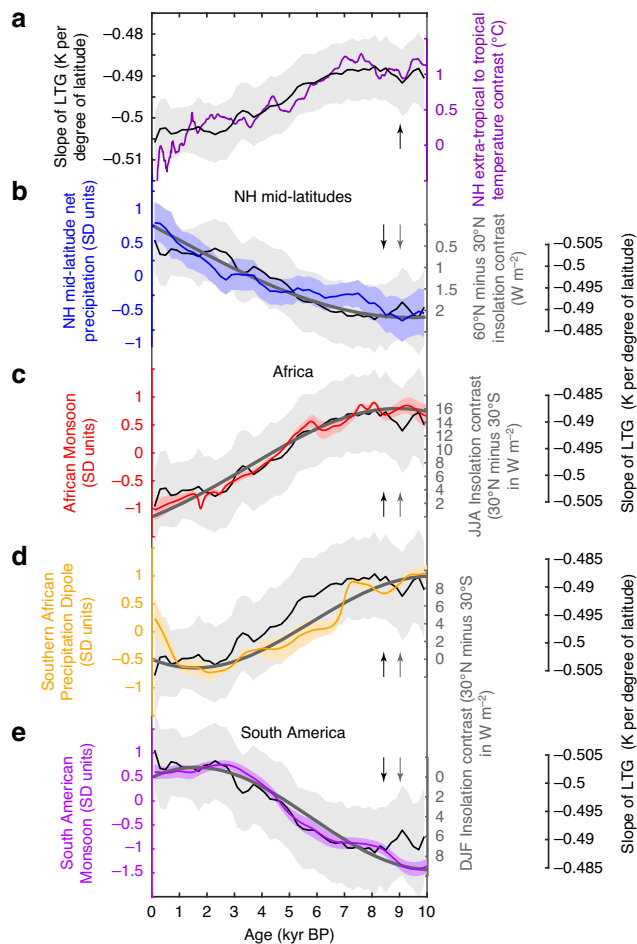 a
Slope of LTG (K per
degree of latitude)
−0.48
−0.49
−0.5
−0.51
1
0.5
0
NH extra-tropical to tropical
temperature contrast (°C)
b
NH mid-latitudes
NH mid-latitude net
precipitation (SD units)
1
0.5
0
−0.5
−1
0.5
1
1.5
2
60°N minus 30°N
insolation contrast
(W m−2)
−0.505
−0.5
−0.495
−0.49
−0.485
Slope of LTG (K per degree of latitude)
c
Africa
African Monsoon
(SD units)
1
0.5
0
−0.5
−1
16
14
12
10
8
6
4
2
JJA Insolation contrast
(30°N minus 30°S
in W m−2)
−0.485
−0.49
−0.495
−0.5
−0.505
Slope of LTG (K per degree of latitude)
d
Southern African
Precipitation Dipole
(SD units)
1
0.5
0
−0.5
−1
8
6
4
2
0
DJF Insolation contrast (30°N minus 30°S
in W m−2)
−0.485
−0.49
−0.495
−0.5
−0.505
Slope of LTG (K per degree of latitude)
e
South America
South American
Monsoon (SD units)
1
0.5
0
−0.5
−1
−1.5
0
2
4
6
8
−0.505
−0.5
−0.495
−0.49
−0.485
0 1 2 3 4 5 6 7 8 9 10
Age (kyr BP)